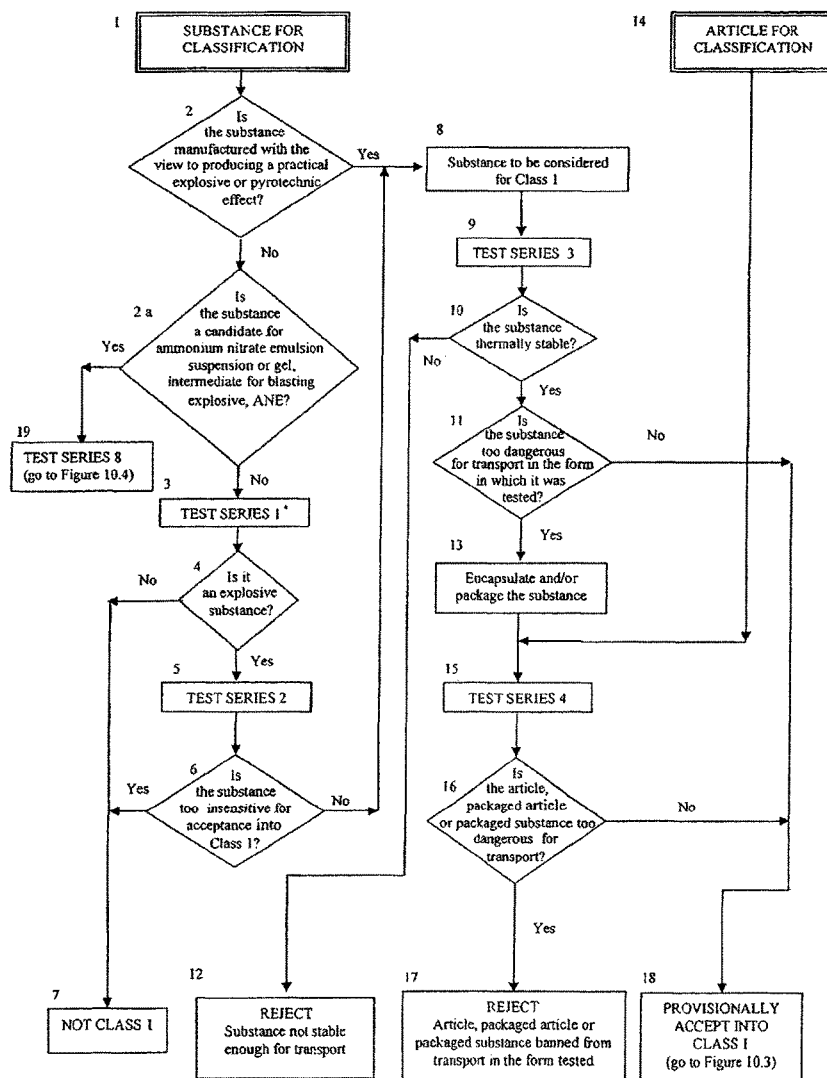 1
SUBSTANCE FOR
CLASSIFICATION
14
ARTICLE FOR
CLASSIFICATION
2
Is
the substance
manufactured with the
view to producing a practical
explosive or pyrotechnic
effect?
Yes
No
8
Substance to be considered
for Class 1
9
TEST SERIES 3
2 a
Is
the substance
a candidate for
ammonium nitrate emulsion
suspension or gel,
intermediate for blasting
explosive, ANE?
Yes
No
10
Is
the substance
thermally stable?
No
Yes
19
TEST SERIES 8
(go to Figure 10.4)
11
Is
the substance
too dangerous
for transport in the form
in which it was
tested?
No
Yes
3
TEST SERIES 1*
4
Is it
an explosive
substance?
No
Yes
13
Encapsulate and/or
package the substance
5
TEST SERIES 2
15
TEST SERIES 4
6
Is
the substance
too insensitive for
acceptance into
Class 1?
Yes
No
16
Is
the article,
packaged article
or packaged substance too
dangerous for
transport?
No
Yes
7
NOT CLASS 1
12
REJECT
Substance not stable
enough for transport
17
REJECT
Article, packaged article or
packaged substance banned from
transport in the form tested
18
PROVISIONALLY
ACCEPT INTO
CLASS 1
(go to Figure 10.3)